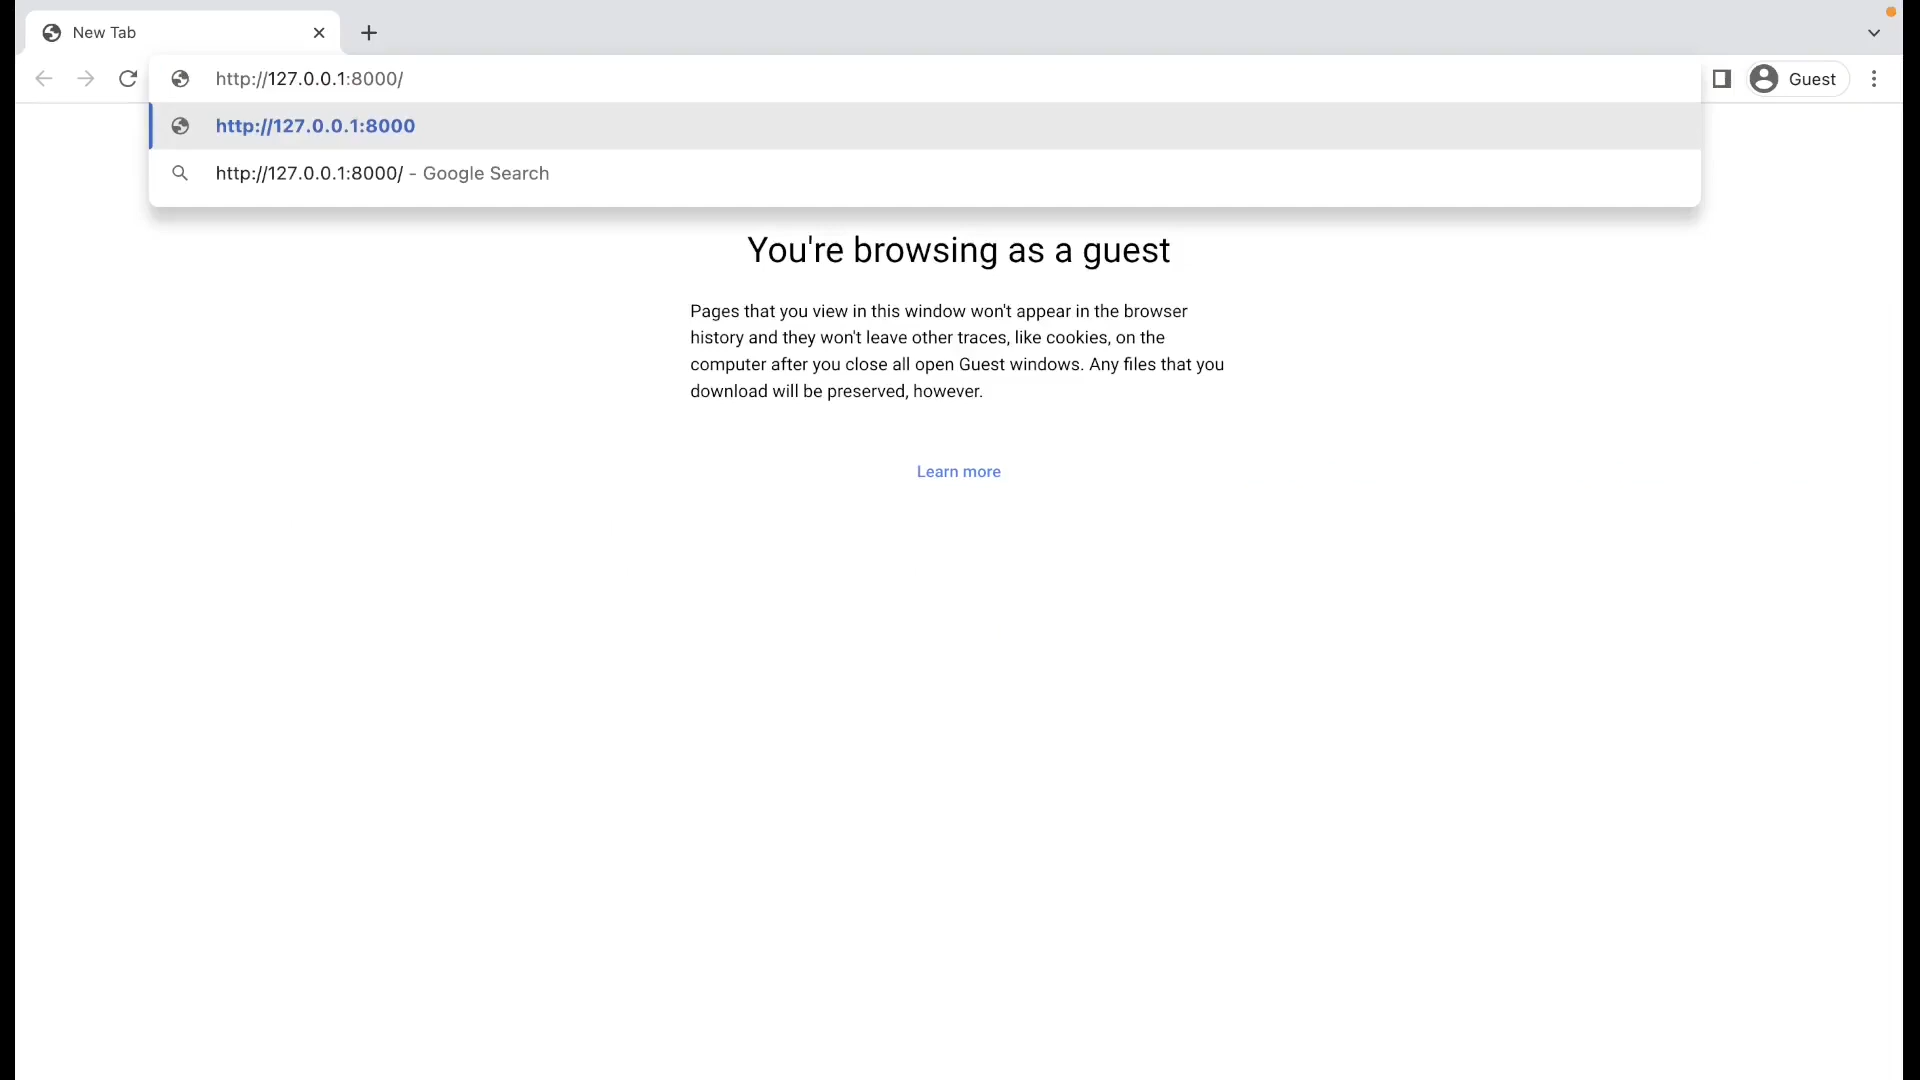 New Tab
http://127.0.0.1:8000/
Guest
http://127.0.0.1:8000
http://127.0.0.1:8000/ - Google Search
You're browsing as a guest
Pages that you view in this window won't appear in the browser
history and they won't leave other traces, like cookies, on the
computer after you close all open Guest windows. Any files that you
download will be preserved, however.
Learn more